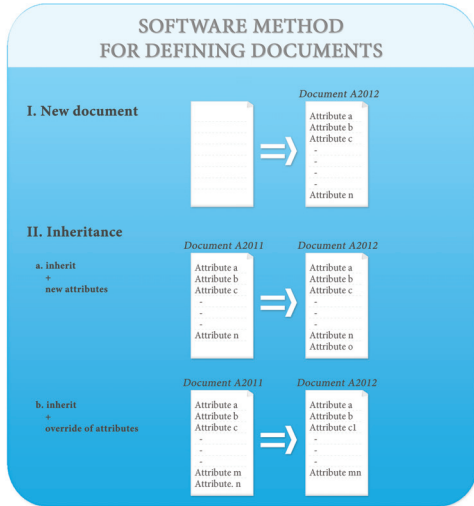 SOFTWARE METHOD
FOR DEFINING DOCUMENTS
Document A2012
I. New document
Attribute a
Attribute b
Attribute c
-
-
-
-
Attribute n
II. Inheritance
Document A2011
Document A2012
a. inherit
+
new attributes
Attribute a
Attribute b
Attribute c
-
-
-
Attribute n
Attribute a
Attribute b
Attribute c
-
-
-
Attribute n
Attribute o
Document A2011
Document A2012
b. inherit
+
override of attributes
Attribute a
Attribute b
Attribute c
-
-
-
Attribute m
Attribute. n
Attribute a
Attribute b
Attribute c1
-
-
-
Attribute mn